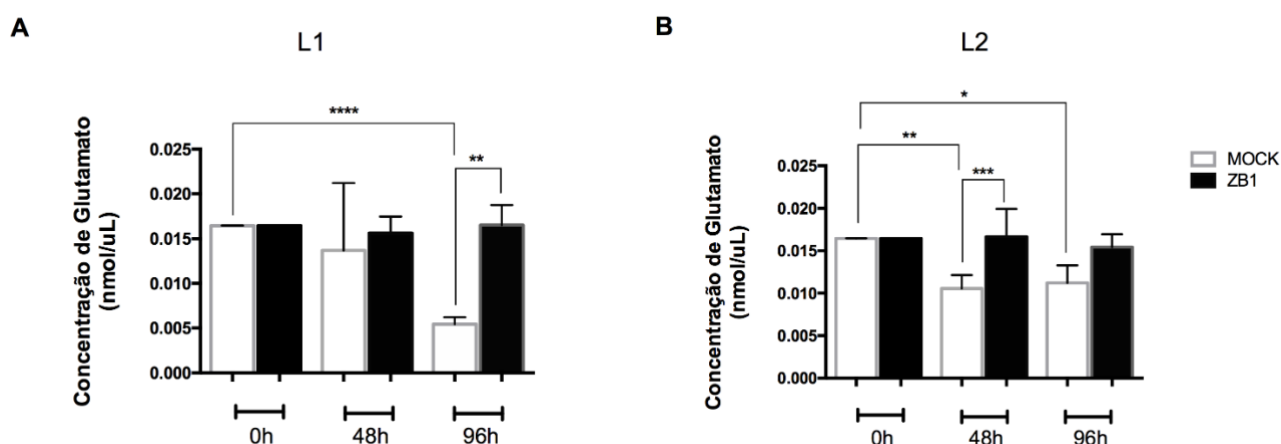 A
L1
Concentração de Glutamato
(nmol/uL)
0.025
0.020
0.015
0.010
0.005
0.000
****
**
0h
48h
96h
B
L2
Concentração de Glutamato
(nmol/uL)
0.025
0.020
0.015
0.010
0.005
0.000
*
**
***
0h
48h
96h
MOCK
ZB1